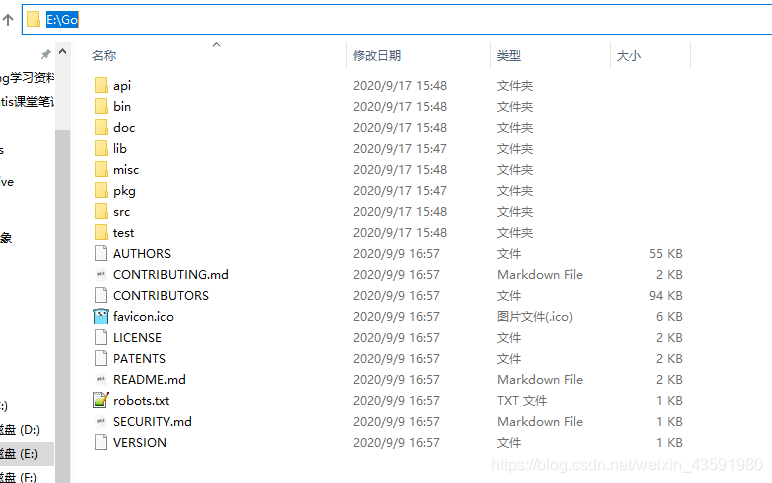 E:\Go
名称 修改日期 类型 大小
ng学习资料
api 2020/9/17 15:48 文件夹
tis课堂笔记
bin 2020/9/17 15:48 文件夹
doc 2020/9/17 15:48 文件夹
s
lib 2020/9/17 15:47 文件夹
misc 2020/9/17 15:48 文件夹
ive
pkg 2020/9/17 15:47 文件夹
src 2020/9/17 15:48 文件夹
象
test 2020/9/17 15:48 文件夹
AUTHORS 2020/9/9 16:57 文件 55 KB
CONTRIBUTING.md 2020/9/9 16:57 Markdown File 2 KB
CONTRIBUTORS 2020/9/9 16:57 文件 94 KB
favicon.ico 2020/9/9 16:57 图片文件(.ico) 6 KB
LICENSE 2020/9/9 16:57 文件 2 KB
PATENTS 2020/9/9 16:57 文件 2 KB
README.md 2020/9/9 16:57 Markdown File 2 KB
:)
robots.txt 2020/9/9 16:57 TXT 文件 1 KB
磁盘 (D:)
SECURITY.md 2020/9/9 16:57 Markdown File 1 KB
磁盘 (E:)
VERSION 2020/9/9 16:57 文件 1 KB
https://blog.csdn.net/weixin_43591980
磁盘 (F:)